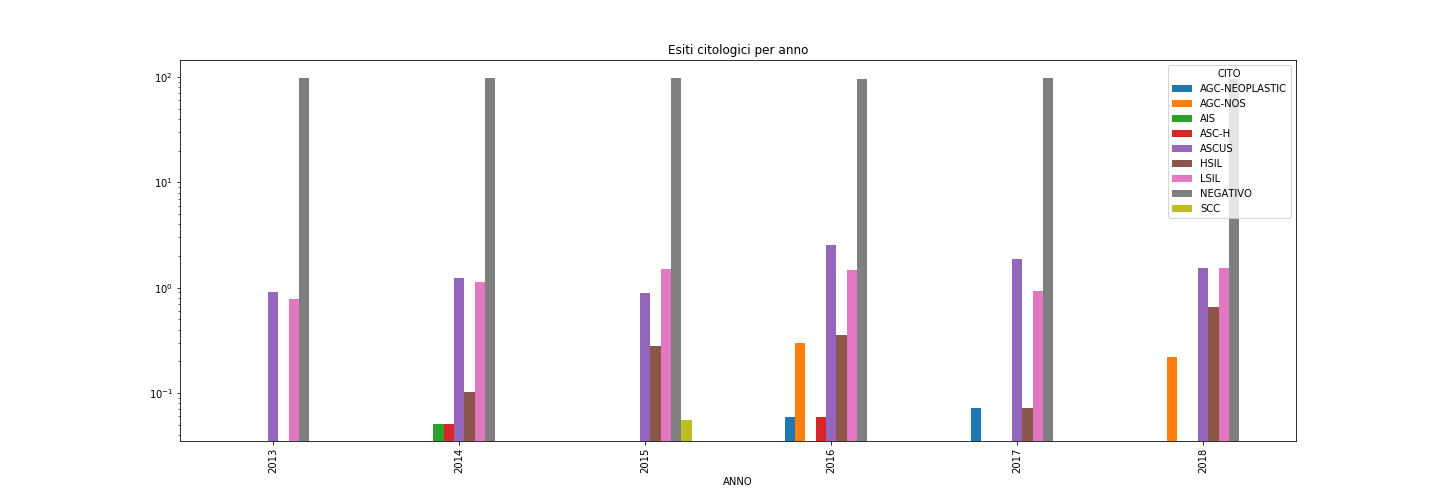 Esiti citologici per anno
10²
10¹
10⁰
10⁻¹
CITO
AGC-NEOPLASTIC
AGC-NOS
AIS
ASC-H
ASCUS
HSIL
LSIL
NEGATIVO
SCC
2013
2014
2015
2016
2017
2018
ANNO